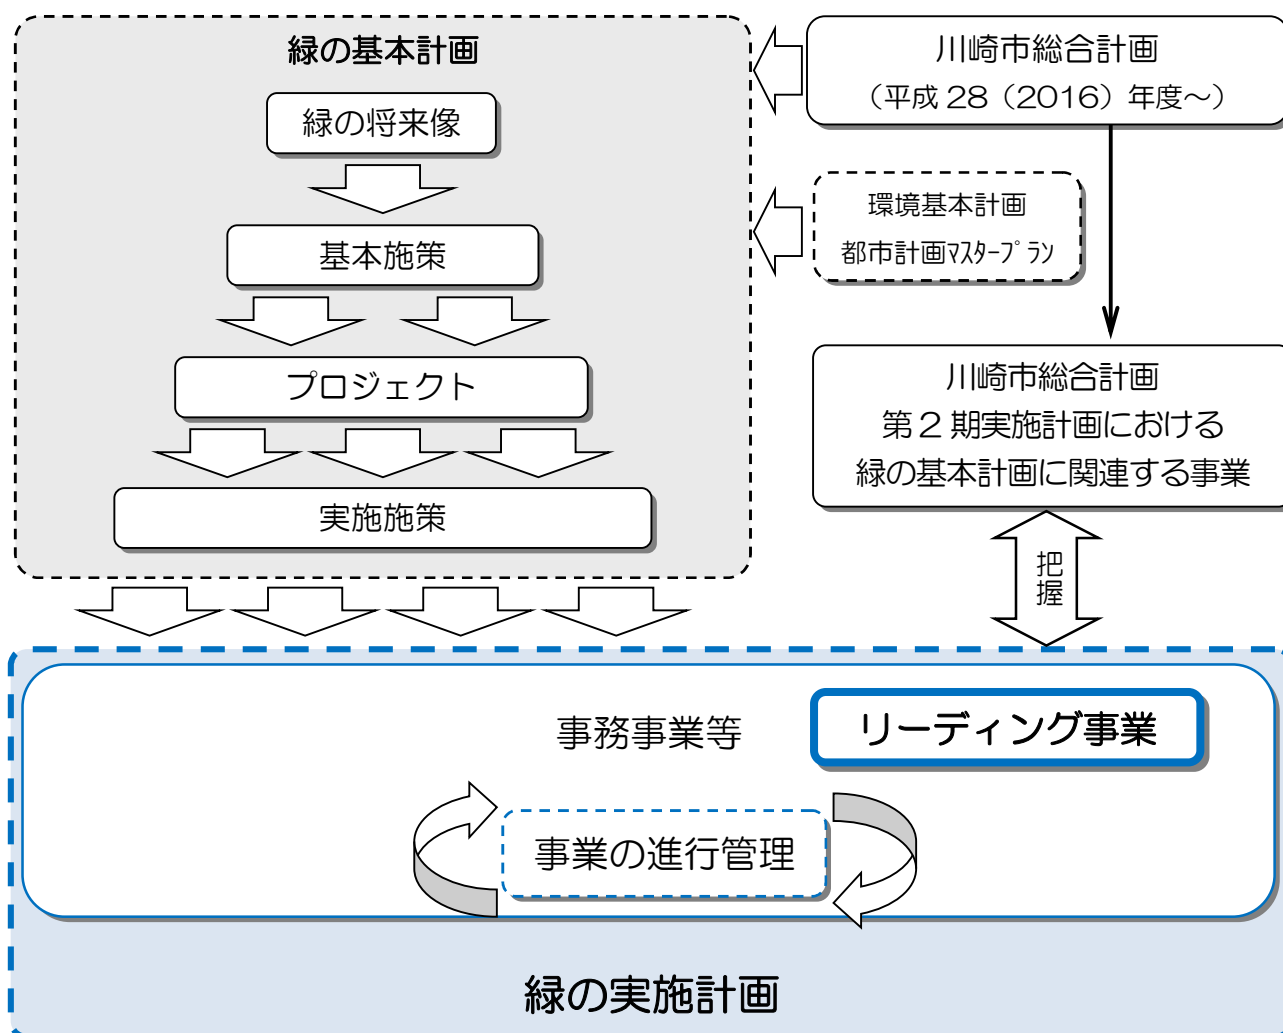 緑の基本計画
緑の将来像
基本施策
プロジェクト
実施施策
川崎市総合計画
（平成 28（2016）年度～）
環境基本計画
都市計画ﾏｽﾀｰﾌﾟﾗﾝ
川崎市総合計画
第２期実施計画における
緑の基本計画に関連する事業
把握
事務事業等
リーディング事業
事業の進行管理
緑の実施計画